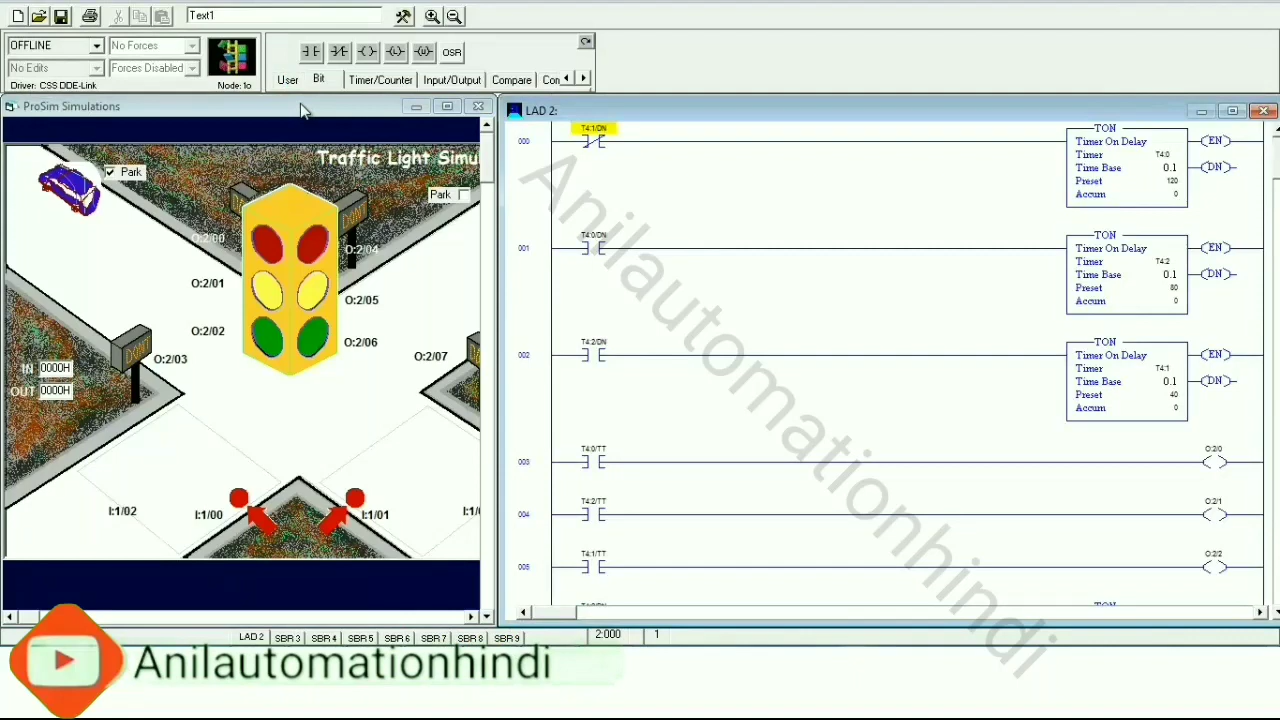 Text1
OFFLINE
No Forces
No Edits
Forces Disabled
Driver: CSS DDE-Link
Node: 1o
OSR
User
Bit
Timer/Counter
Input/Output
Compare
Con
ProSim Simulations
Traffic Light Simu
Park
Park
DONT
DONT
O:2/00
O:2/04
O:2/01
O:2/05
O:2/02
O:2/06
DONT
O:2/03
O:2/07
IN 0000H
OUT 0000H
I:1/02
I:1/00
I:1/01
LAD 2:
000
T4:1/DN
TON
Timer On Delay
Timer T4:0
Time Base 0.1
Preset 120
Accum 0
EN
DN
001
T4:0/DN
TON
Timer On Delay
Timer T4:2
Time Base 0.1
Preset 80
Accum 0
EN
DN
002
T4:2/DN
TON
Timer On Delay
Timer T4:1
Time Base 0.1
Preset 40
Accum 0
EN
DN
003
T4:0/TT
O:2/0
004
T4:2/TT
O:2/1
005
T4:1/TT
O:2/2
TON
Anilautomationhindi
LAD 2 SBR 3 SBR 4 SBR 5 SBR 6 SBR 7 SBR 8 SBR 9
2:000 1
Anilautomationhindi